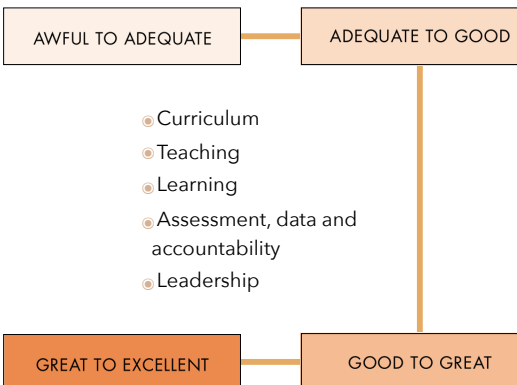 AWFUL TO ADEQUATE
ADEQUATE TO GOOD
Curriculum
Teaching
Learning
Assessment, data and
accountability
Leadership
GREAT TO EXCELLENT
GOOD TO GREAT